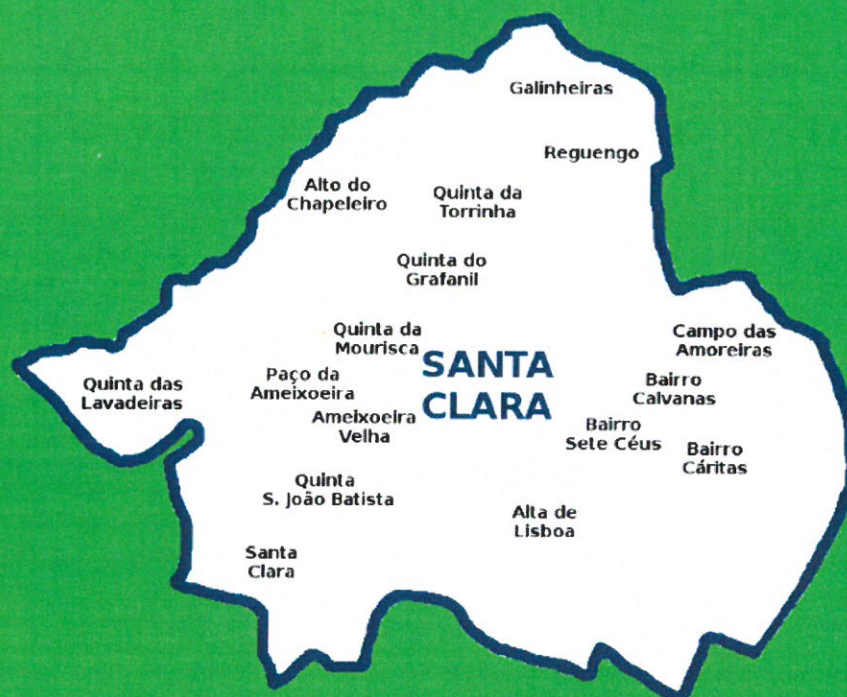 Galinheiras
Reguengo
Alto do
Chapeleiro
Quinta da
Torrinha
Quinta do
Grafanil
Quinta da
Mourisca
SANTA
CLARA
Campo das
Amoreiras
Quinta das
Lavadeiras
Paço da
Ameixoeira
Bairro
Calvanas
Ameixoeira
Velha
Bairro
Sete Céus
Bairro
Cáritas
Quinta
S. João Batista
Alta de
Lisboa
Santa
Clara